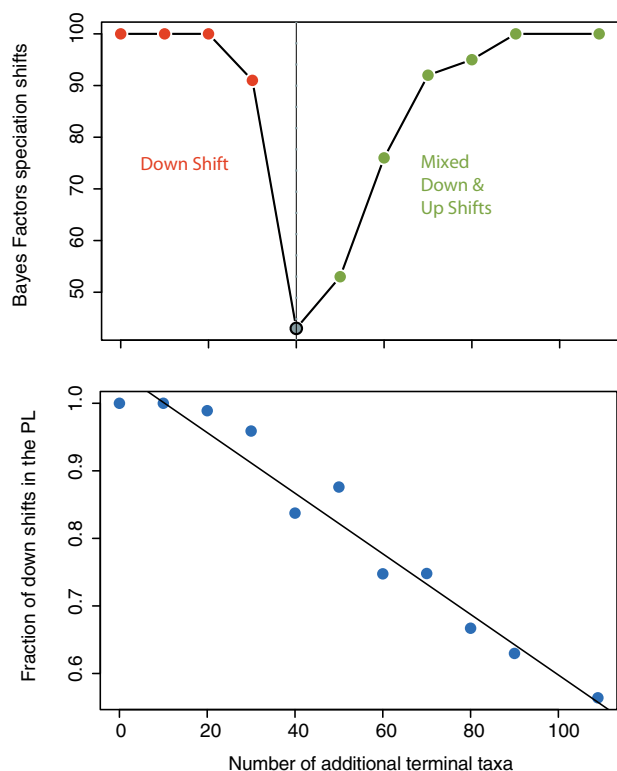 Bayes Factors speciation shifts
100
90
80
70
60
50
Down Shift
Mixed
Down &
Up Shifts
Fraction of down shifts in the PL
1.0
0.9
0.8
0.7
0.6
0
20
40
60
80
100
Number of additional terminal taxa